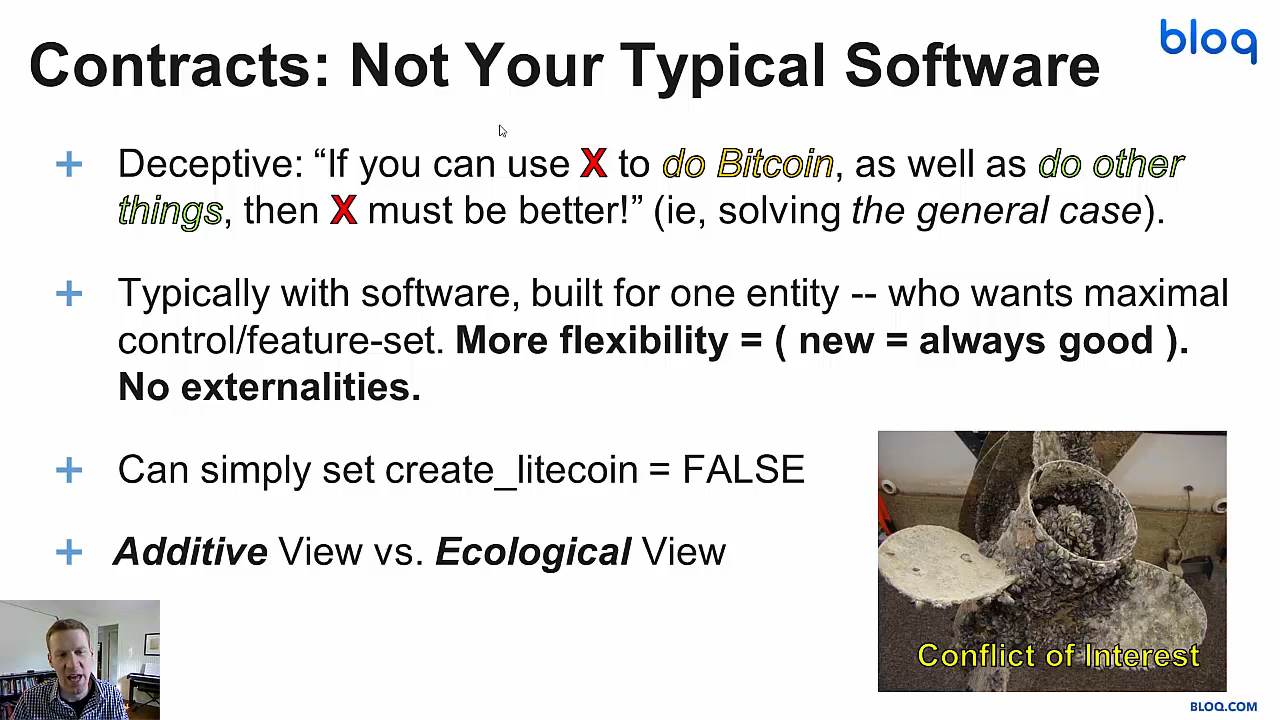 Contracts: Not Your Typical Software
bloq
+ Deceptive: “If you can use X to do Bitcoin, as well as do other
things, then X must be better!” (ie, solving the general case).
+ Typically with software, built for one entity -- who wants maximal
control/feature-set. More flexibility = ( new = always good ).
No externalities.
+ Can simply set create_litecoin = FALSE
+ Additive View vs. Ecological View
Conflict of Interest
BLOQ.COM